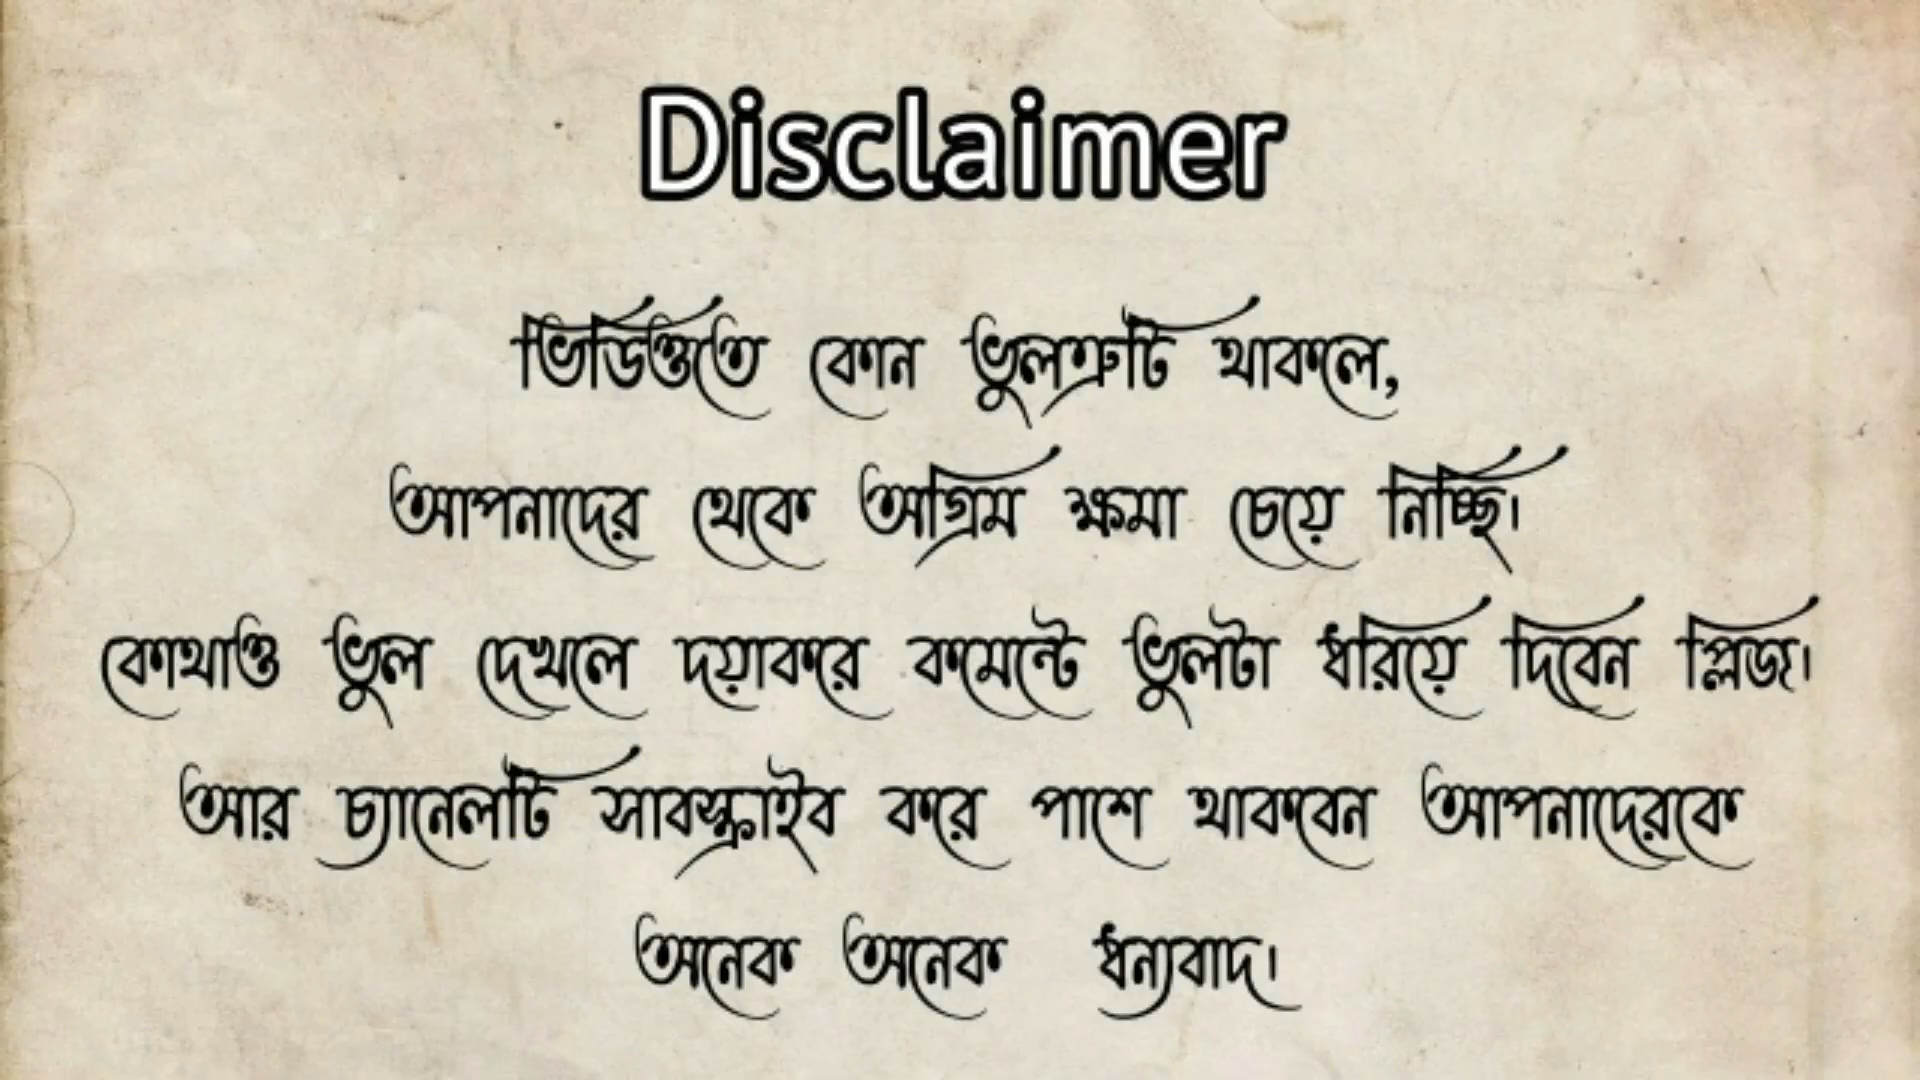 Disclaimer
ভিডিওতে কোন ভুলত্রুটি থাকলে,
আপনাদের থেকে অগ্রিম ক্ষমা চেয়ে নিচ্ছি।
কোথাও ভুল দেখলে দয়াকরে কমেন্টে ভুলটা ধরিয়ে দিবেন প্লিজ।
আর চ্যানেলটি সাবস্ক্রাইব করে পাশে থাকবেন আপনাদেরকে
অনেক অনেক ধন্যবাদ।